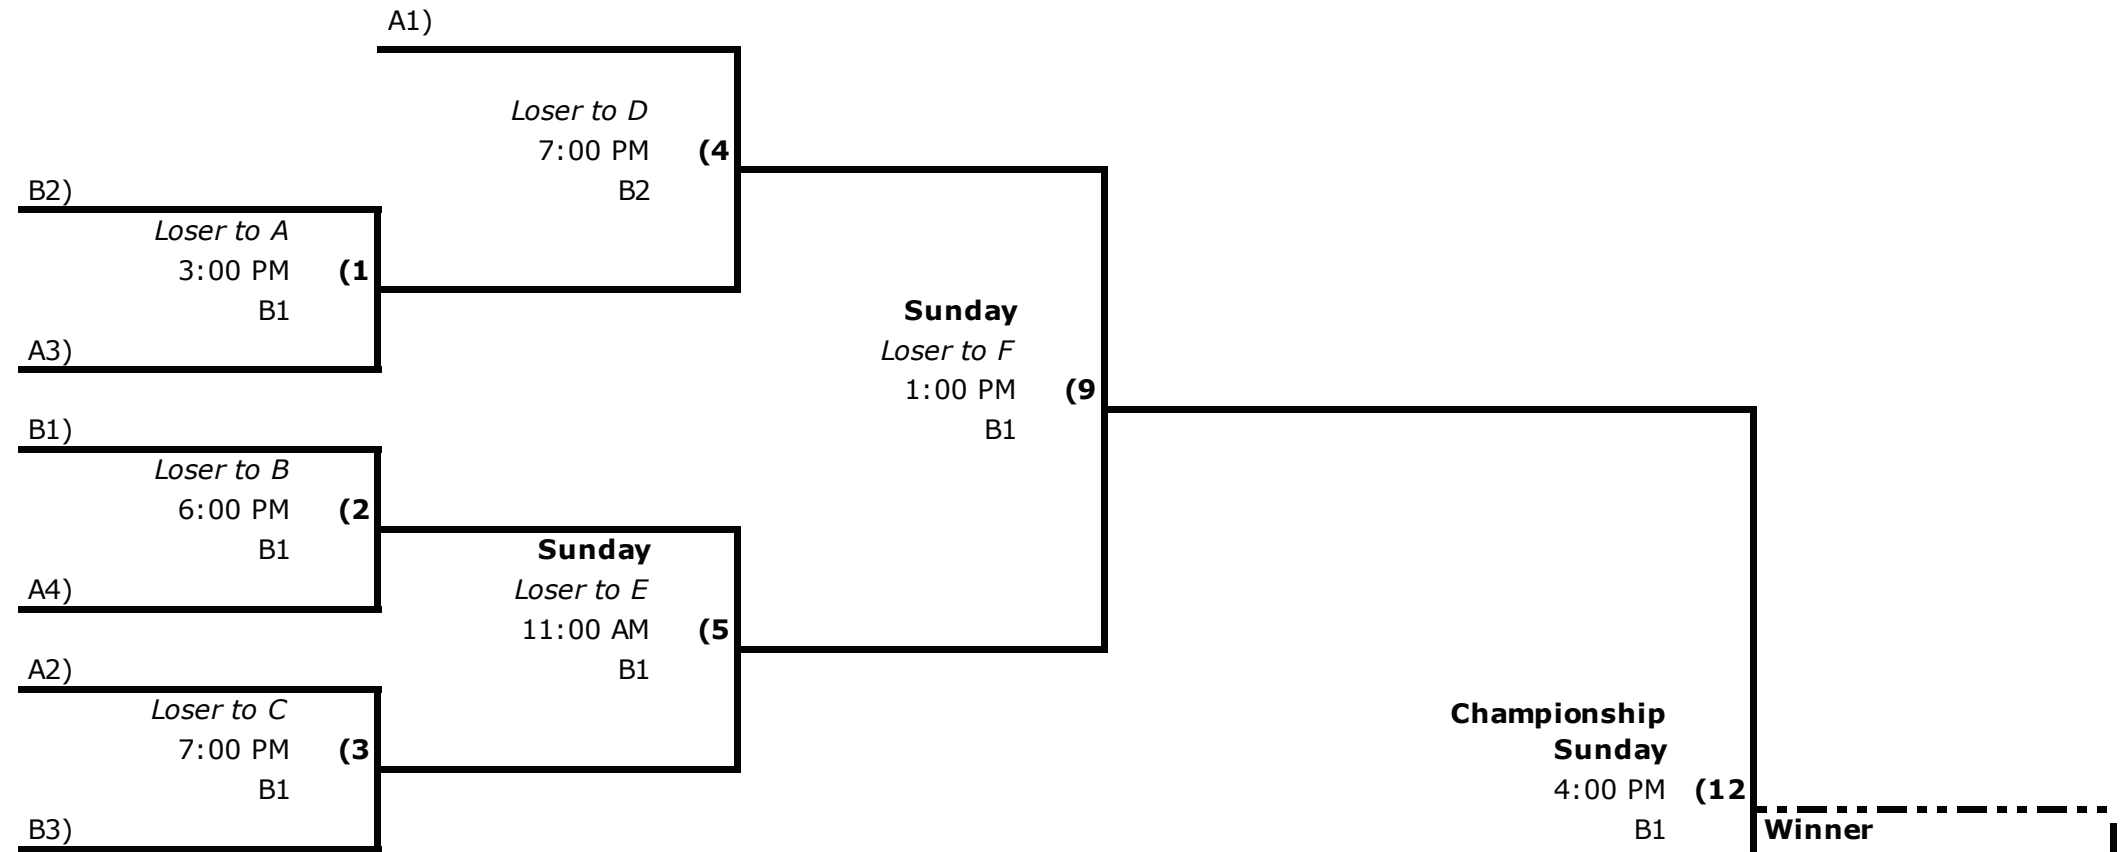 A1)
Loser to D
7:00 PM (4
B2
B2)
Loser to A
3:00 PM (1
B1
A3)
Sunday
Loser to F
1:00 PM (9
B1
B1)
Loser to B
6:00 PM (2
B1
A4)
Sunday
Loser to E
11:00 AM (5
B1
A2)
Loser to C
7:00 PM (3
B1
B3)
Championship
Sunday
4:00 PM (12
B1
Winner